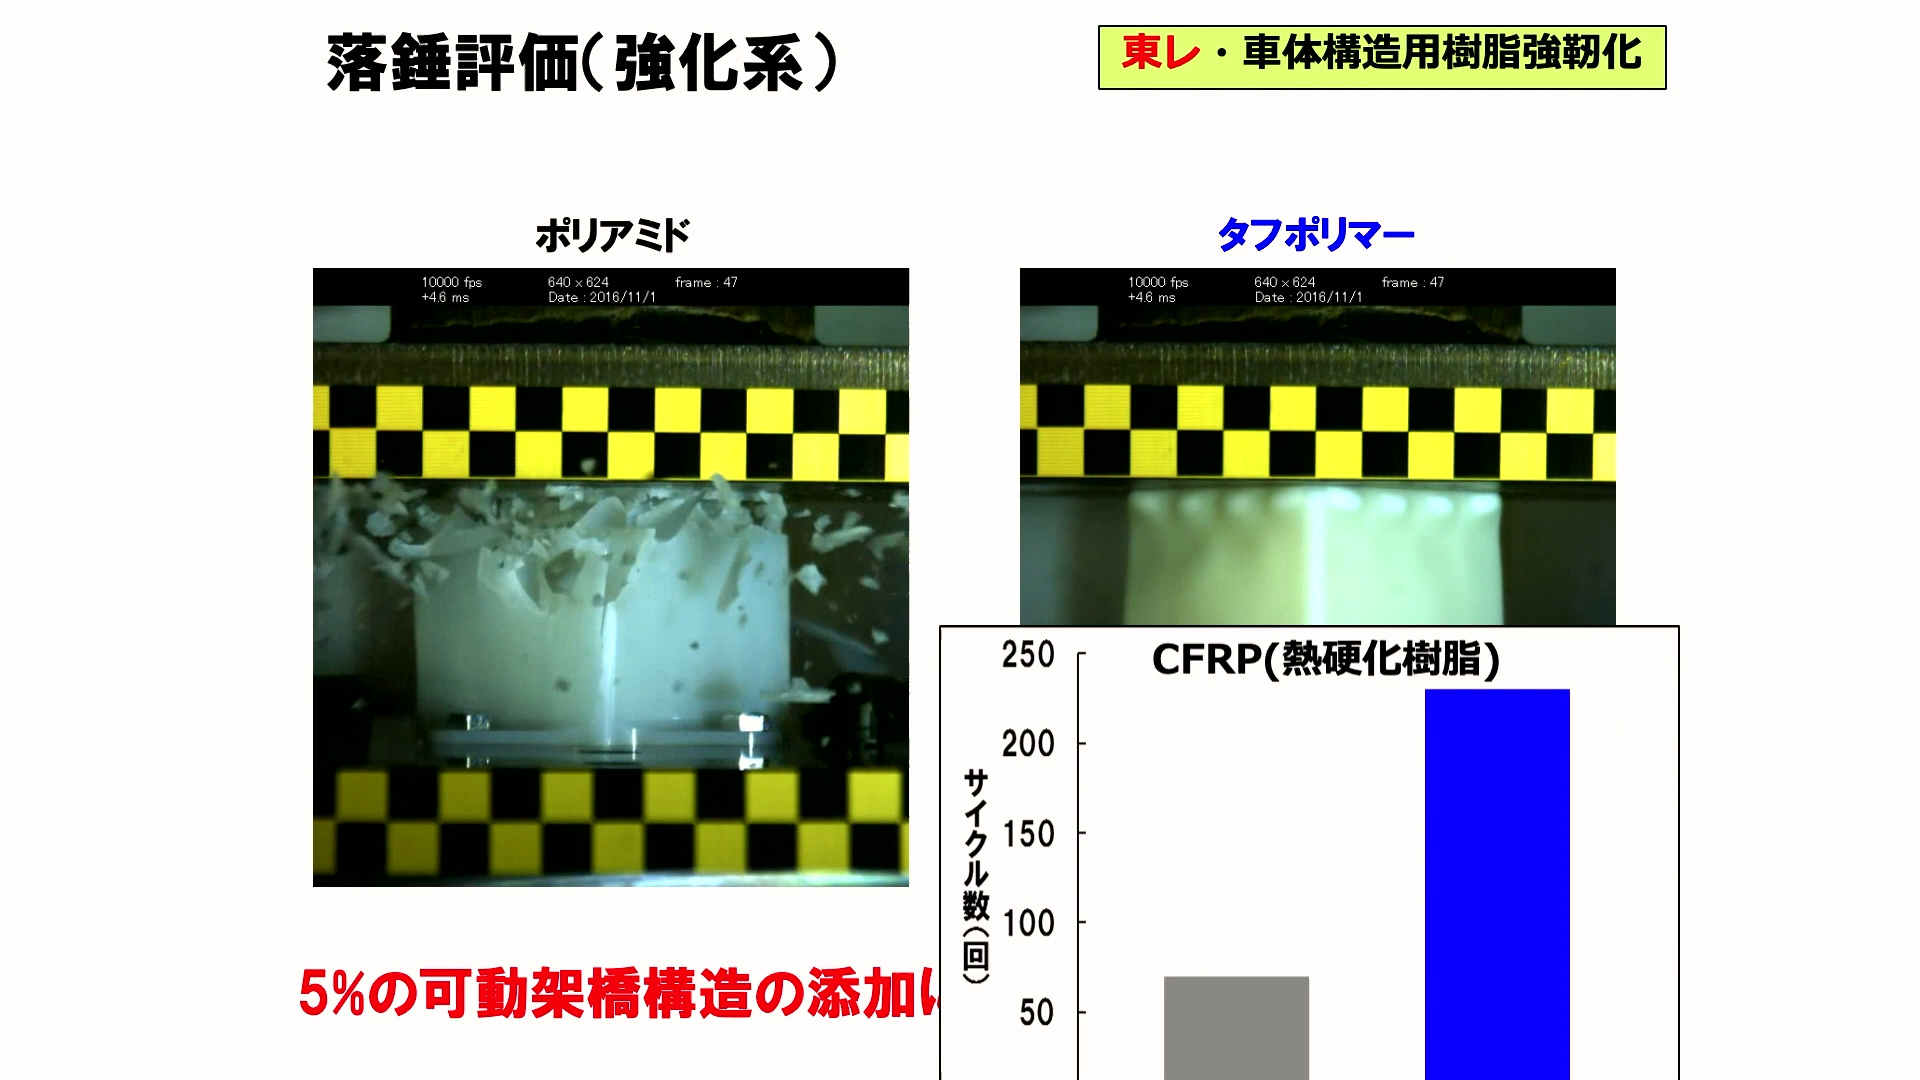 落錘評価(強化系)
東レ・車体構造用樹脂強靭化
ポリアミド
タフポリマー
10000 fps 640 × 624 frame : 47
+4.6 ms Date : 2016/11/1
10000 fps 640 × 624 frame : 47
+4.6 ms Date : 2016/11/1
CFRP(熱硬化樹脂)
250
200
150
100
50
サイクル数(回)
5%の可動架橋構造の添加